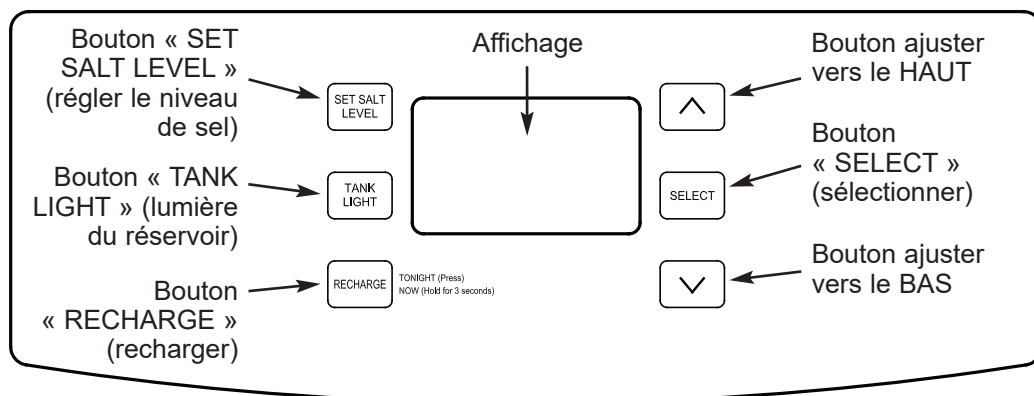 Bouton « SET
SALT LEVEL »
(régler le niveau
de sel)
Affichage
Bouton ajuster
vers le HAUT
SET SALT
LEVEL
Bouton
« SELECT »
(sélectionner)
Bouton « TANK
LIGHT » (lumière
du réservoir)
TANK
LIGHT
SELECT
Bouton
« RECHARGE »
(recharger)
RECHARGE
TONIGHT (Press)
NOW (Hold for 3 seconds)
Bouton ajuster
vers le BAS